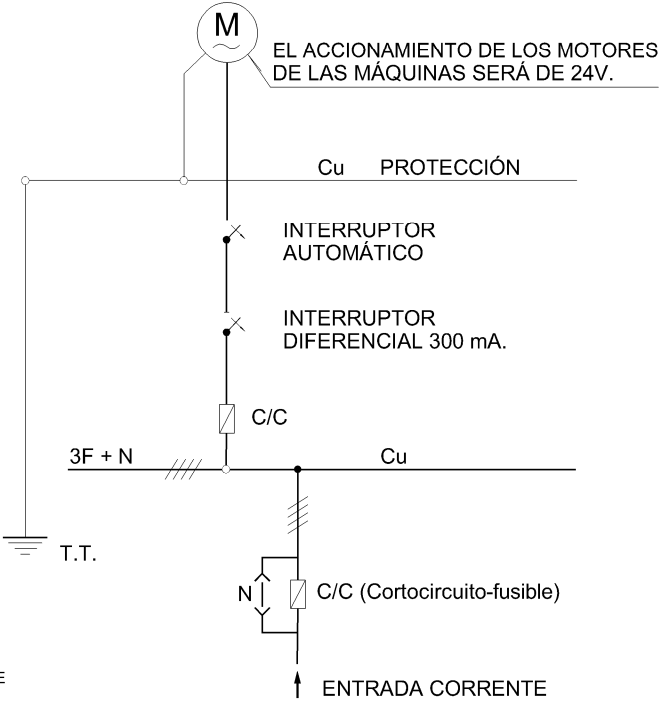 M
EL ACCIONAMIENTO DE LOS MOTORES
DE LAS MÁQUINAS SERÁ DE 24V.
Cu PROTECCIÓN
INTERRUPTOR
AUTOMÁTICO
INTERRUPTOR
DIFERENCIAL 300 mA.
C/C
3F + N Cu
T.T.
N C/C (Cortocircuito-fusible)
E
ENTRADA CORRENTE